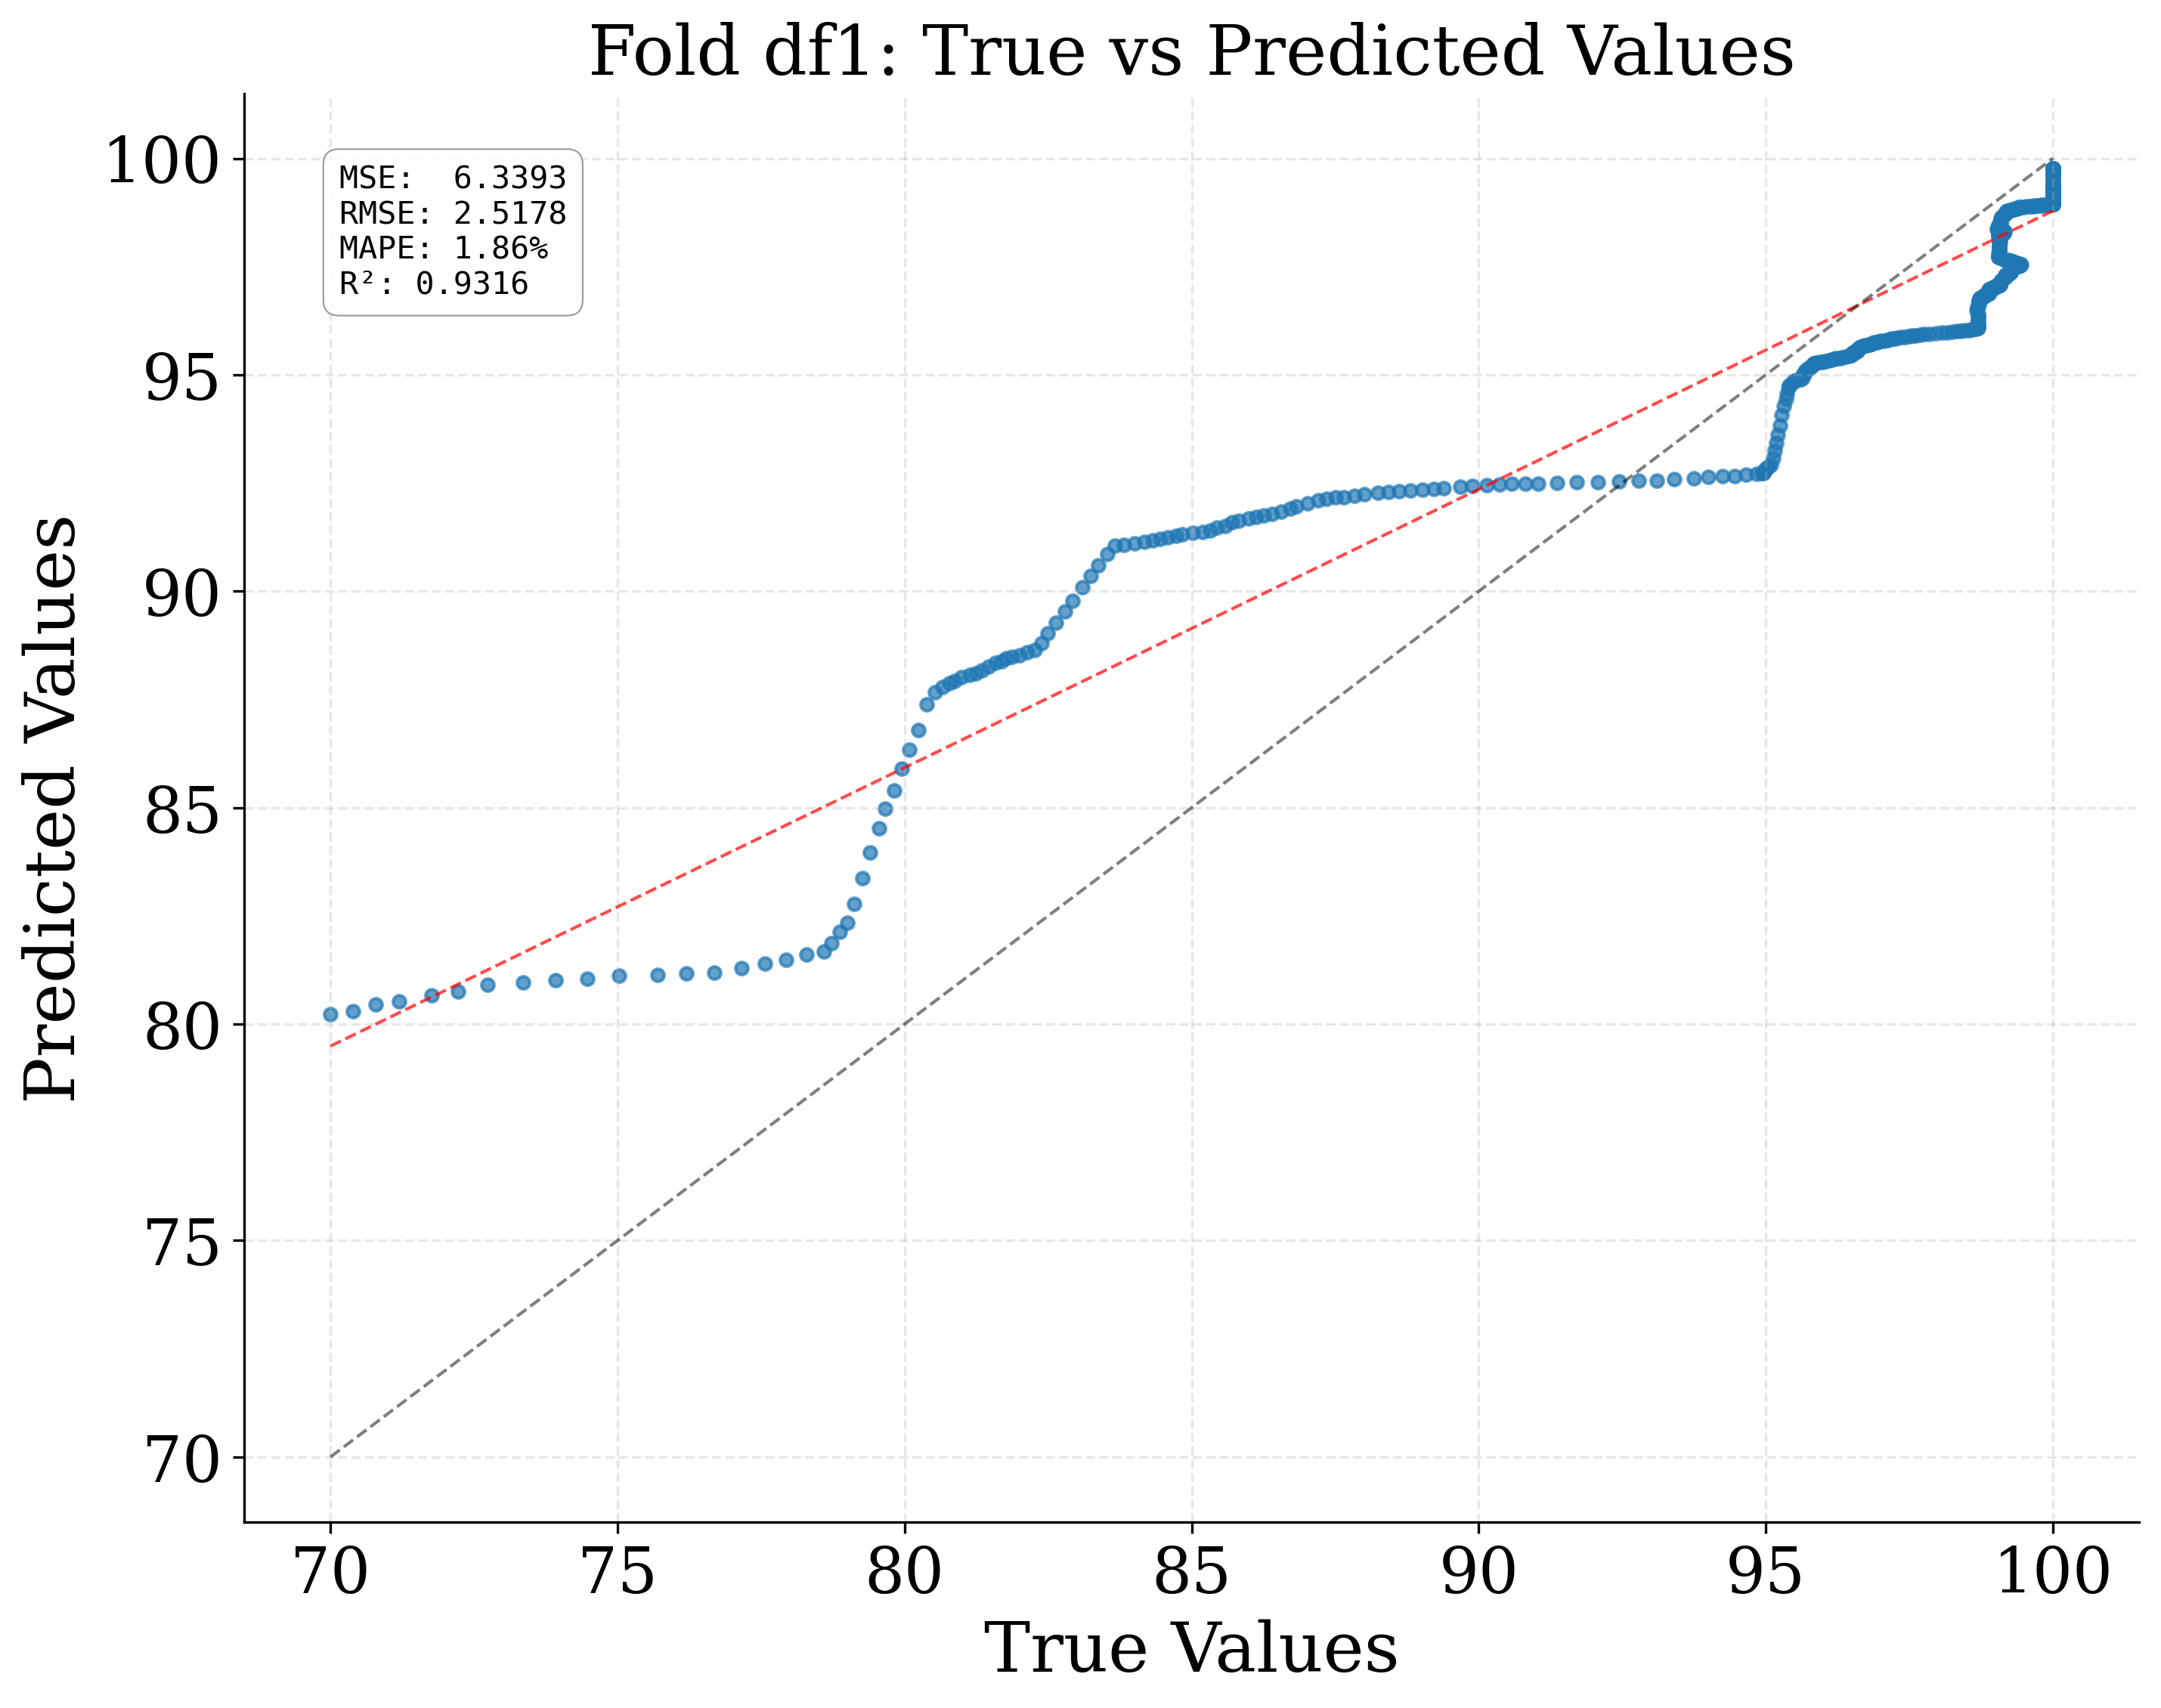 Fold df1: True vs Predicted Values
MSE:  6.3393
RMSE: 2.5178
MAPE: 1.86%
R²: 0.9316
Predicted Values
100
95
90
85
80
75
70
70 75 80 85 90 95 100
True Values